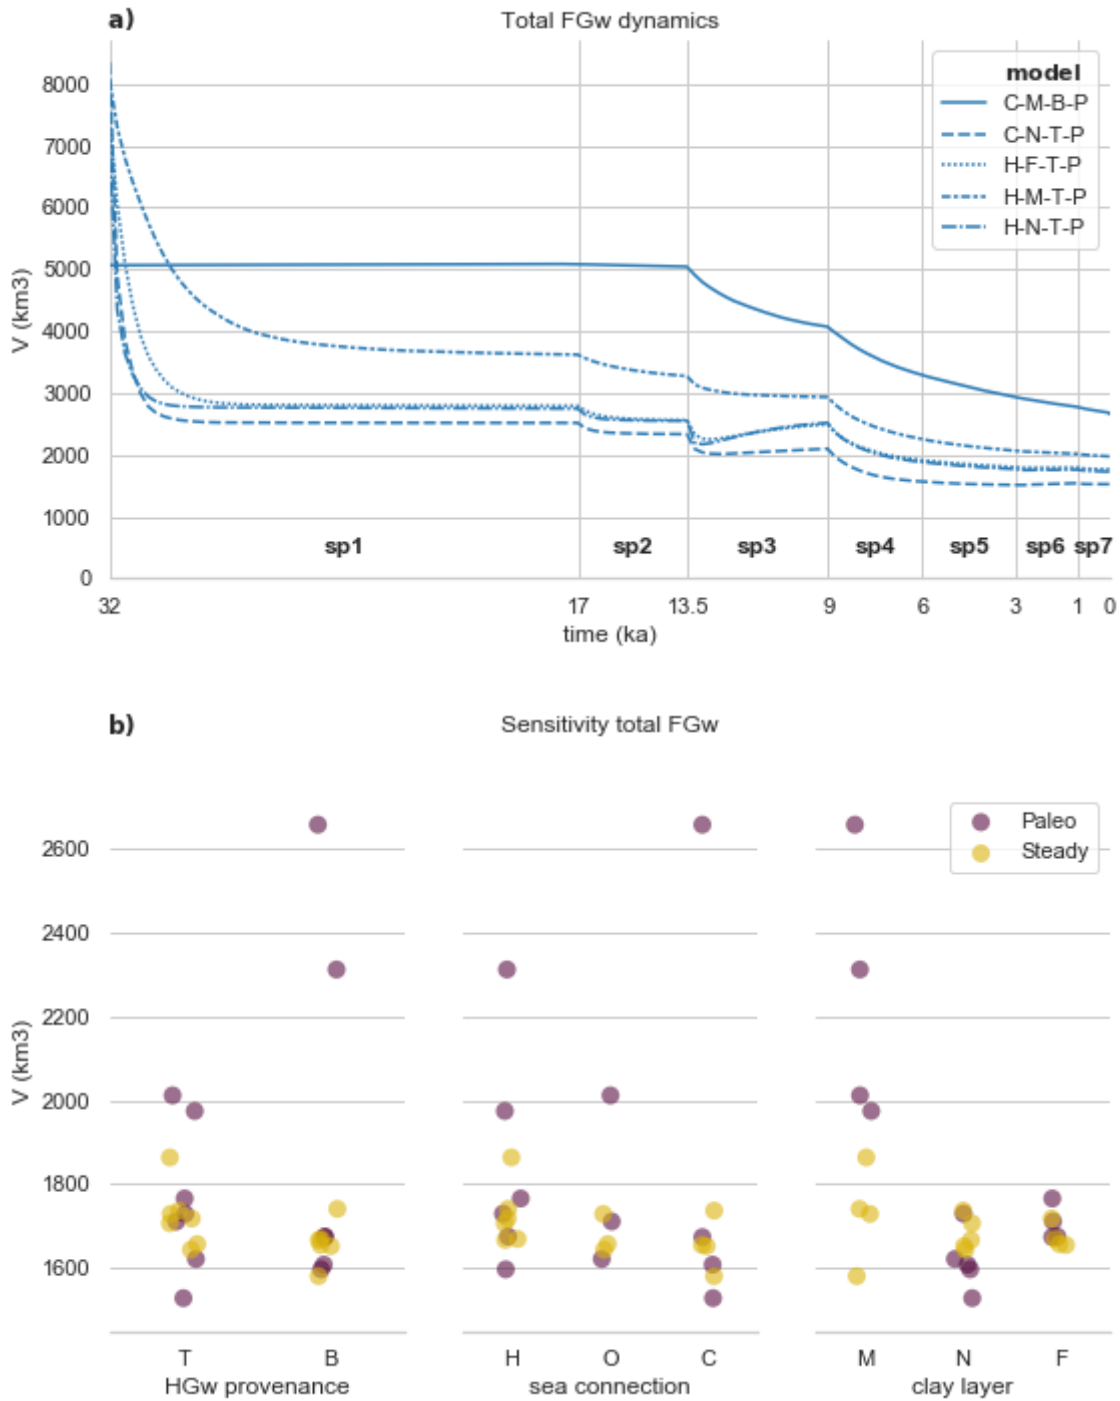 a)
Total FGw dynamics
V (km3)
8000
7000
6000
5000
4000
3000
2000
1000
0
model
C-M-B-P
C-N-T-P
H-F-T-P
H-M-T-P
H-N-T-P
sp1 sp2 sp3 sp4 sp5 sp6 sp7
32 17 13.5 9 6 3 1 0
time (ka)
b)
Sensitivity total FGw
V (km3)
2600
2400
2200
2000
1800
1600
Paleo
Steady
T B H O C M N F
HGw provenance sea connection clay layer